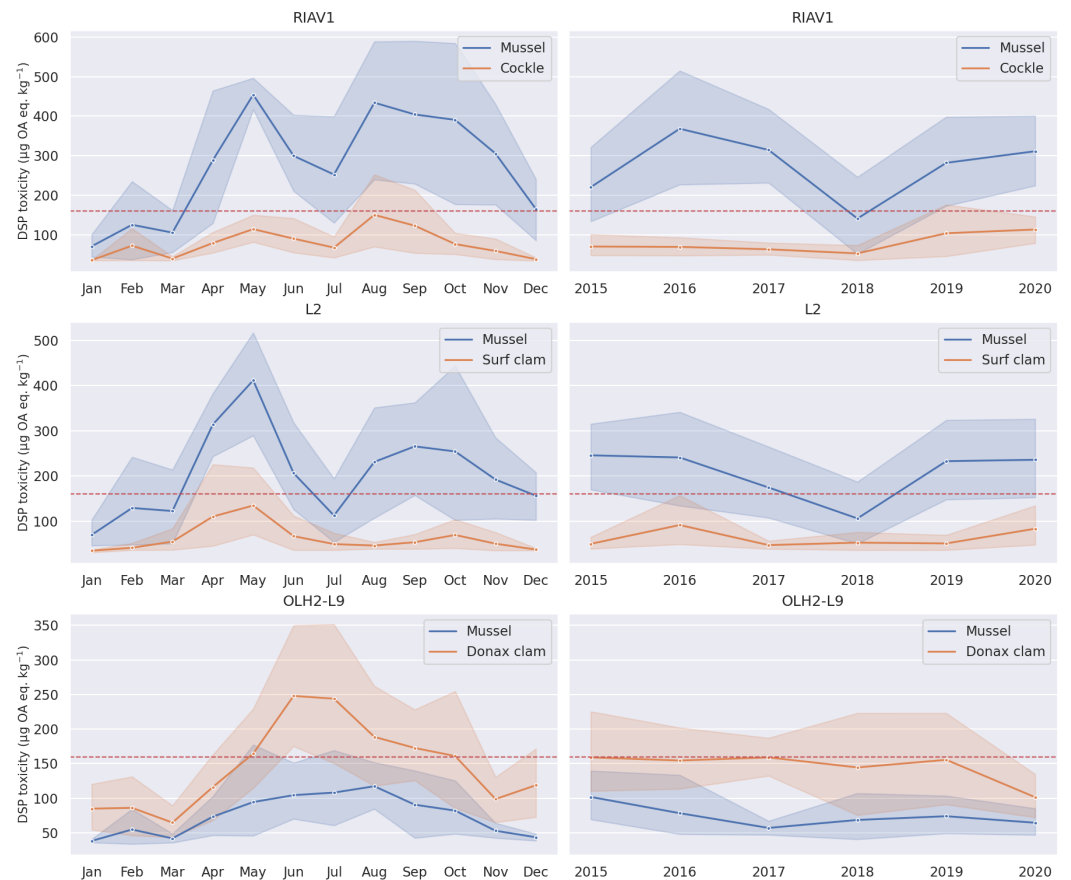 RIAV1
RIAV1
DSP toxicity (µg OA eq. kg⁻¹)
600
500
400
300
200
100
Mussel
Cockle
Mussel
Cockle
Jan Feb Mar Apr May Jun Jul Aug Sep Oct Nov Dec
2015 2016 2017 2018 2019 2020
L2
L2
DSP toxicity (µg OA eq. kg⁻¹)
500
400
300
200
100
Mussel
Surf clam
Mussel
Surf clam
Jan Feb Mar Apr May Jun Jul Aug Sep Oct Nov Dec
2015 2016 2017 2018 2019 2020
OLH2-L9
OLH2-L9
DSP toxicity (µg OA eq. kg⁻¹)
350
300
250
200
150
100
50
Mussel
Donax clam
Mussel
Donax clam
Jan Feb Mar Apr May Jun Jul Aug Sep Oct Nov Dec
2015 2016 2017 2018 2019 2020